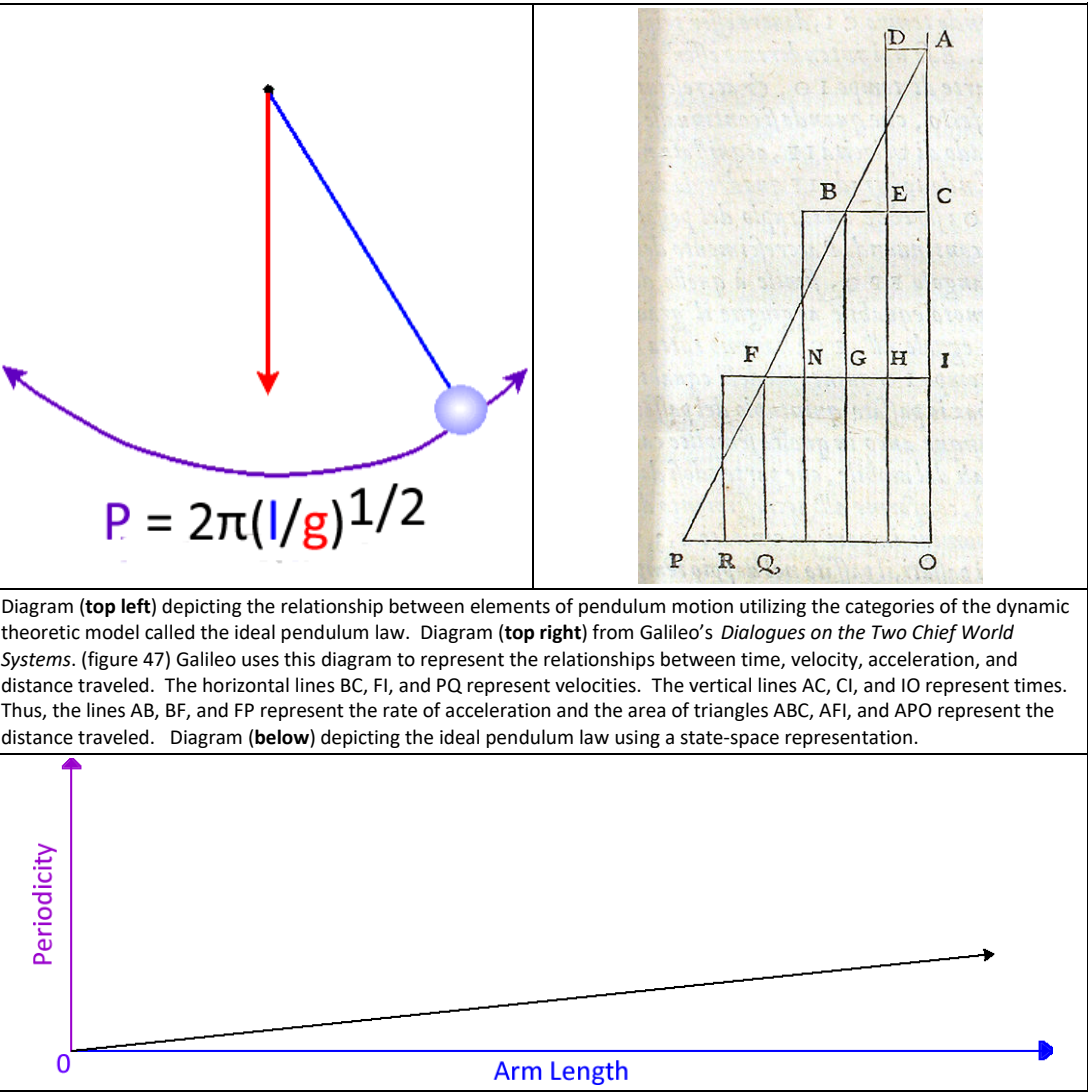 P = 2π(l/g)1/2
D A
B E C
F N G H I
P R Q O
Diagram (top left) depicting the relationship between elements of pendulum motion utilizing the categories of the dynamic
theoretic model called the ideal pendulum law. Diagram (top right) from Galileo’s Dialogues on the Two Chief World
Systems. (figure 47) Galileo uses this diagram to represent the relationships between time, velocity, acceleration, and
distance traveled. The horizontal lines BC, FI, and PQ represent velocities. The vertical lines AC, CI, and IO represent times.
Thus, the lines AB, BF, and FP represent the rate of acceleration and the area of triangles ABC, AFI, and APO represent the
distance traveled. Diagram (below) depicting the ideal pendulum law using a state-space representation.
Periodicity
0
Arm Length